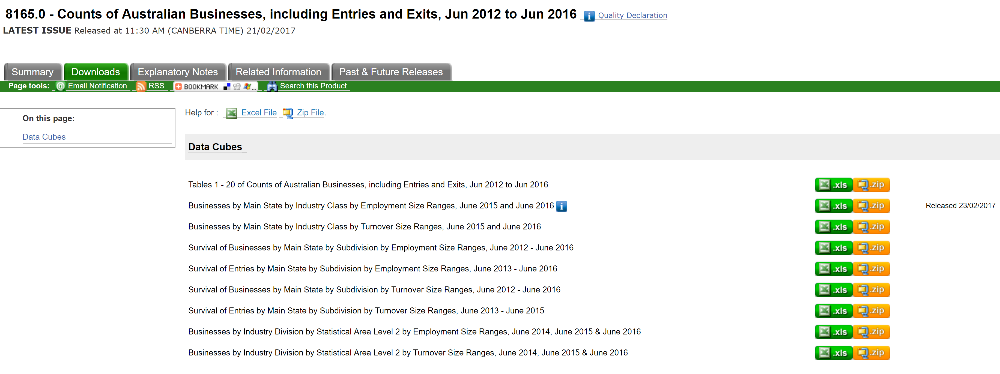 8165.0 - Counts of Australian Businesses, including Entries and Exits, Jun 2012 to Jun 2016 i Quality Declaration
LATEST ISSUE Released at 11:30 AM (CANBERRA TIME) 21/02/2017
Summary Downloads Explanatory Notes Related Information Past & Future Releases
Page tools: @ Email Notification RSS BOOKMARK ... Search this Product
On this page:
Data Cubes
Help for : Excel File Zip File.
Data Cubes
Tables 1 - 20 of Counts of Australian Businesses, including Entries and Exits, Jun 2012 to Jun 2016 .xls .zip
Businesses by Main State by Industry Class by Employment Size Ranges, June 2015 and June 2016 i .xls .zip Released 23/02/2017
Businesses by Main State by Industry Class by Turnover Size Ranges, June 2015 and June 2016 .xls .zip
Survival of Businesses by Main State by Subdivision by Employment Size Ranges, June 2012 - June 2016 .xls .zip
Survival of Entries by Main State by Subdivision by Employment Size Ranges, June 2013 - June 2016 .xls .zip
Survival of Businesses by Main State by Subdivision by Turnover Size Ranges, June 2012 - June 2016 .xls .zip
Survival of Entries by Main State by Subdivision by Turnover Size Ranges, June 2013 - June 2015 .xls .zip
Businesses by Industry Division by Statistical Area Level 2 by Employment Size Ranges, June 2014, June 2015 & June 2016 .xls .zip
Businesses by Industry Division by Statistical Area Level 2 by Turnover Size Ranges, June 2014, June 2015 & June 2016 .xls .zip